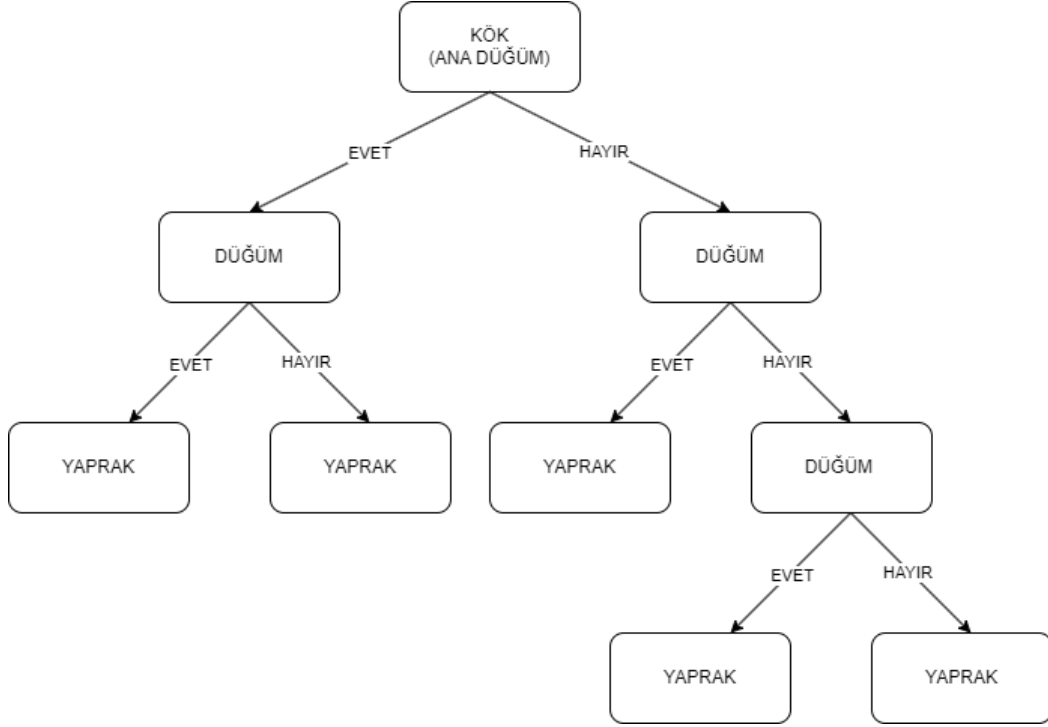 KÖK
(ANA DÜĞÜM)
EVET
HAYIR
DÜĞÜM
DÜĞÜM
EVET
HAYIR
EVET
HAYIR
YAPRAK
YAPRAK
YAPRAK
DÜĞÜM
EVET
HAYIR
YAPRAK
YAPRAK